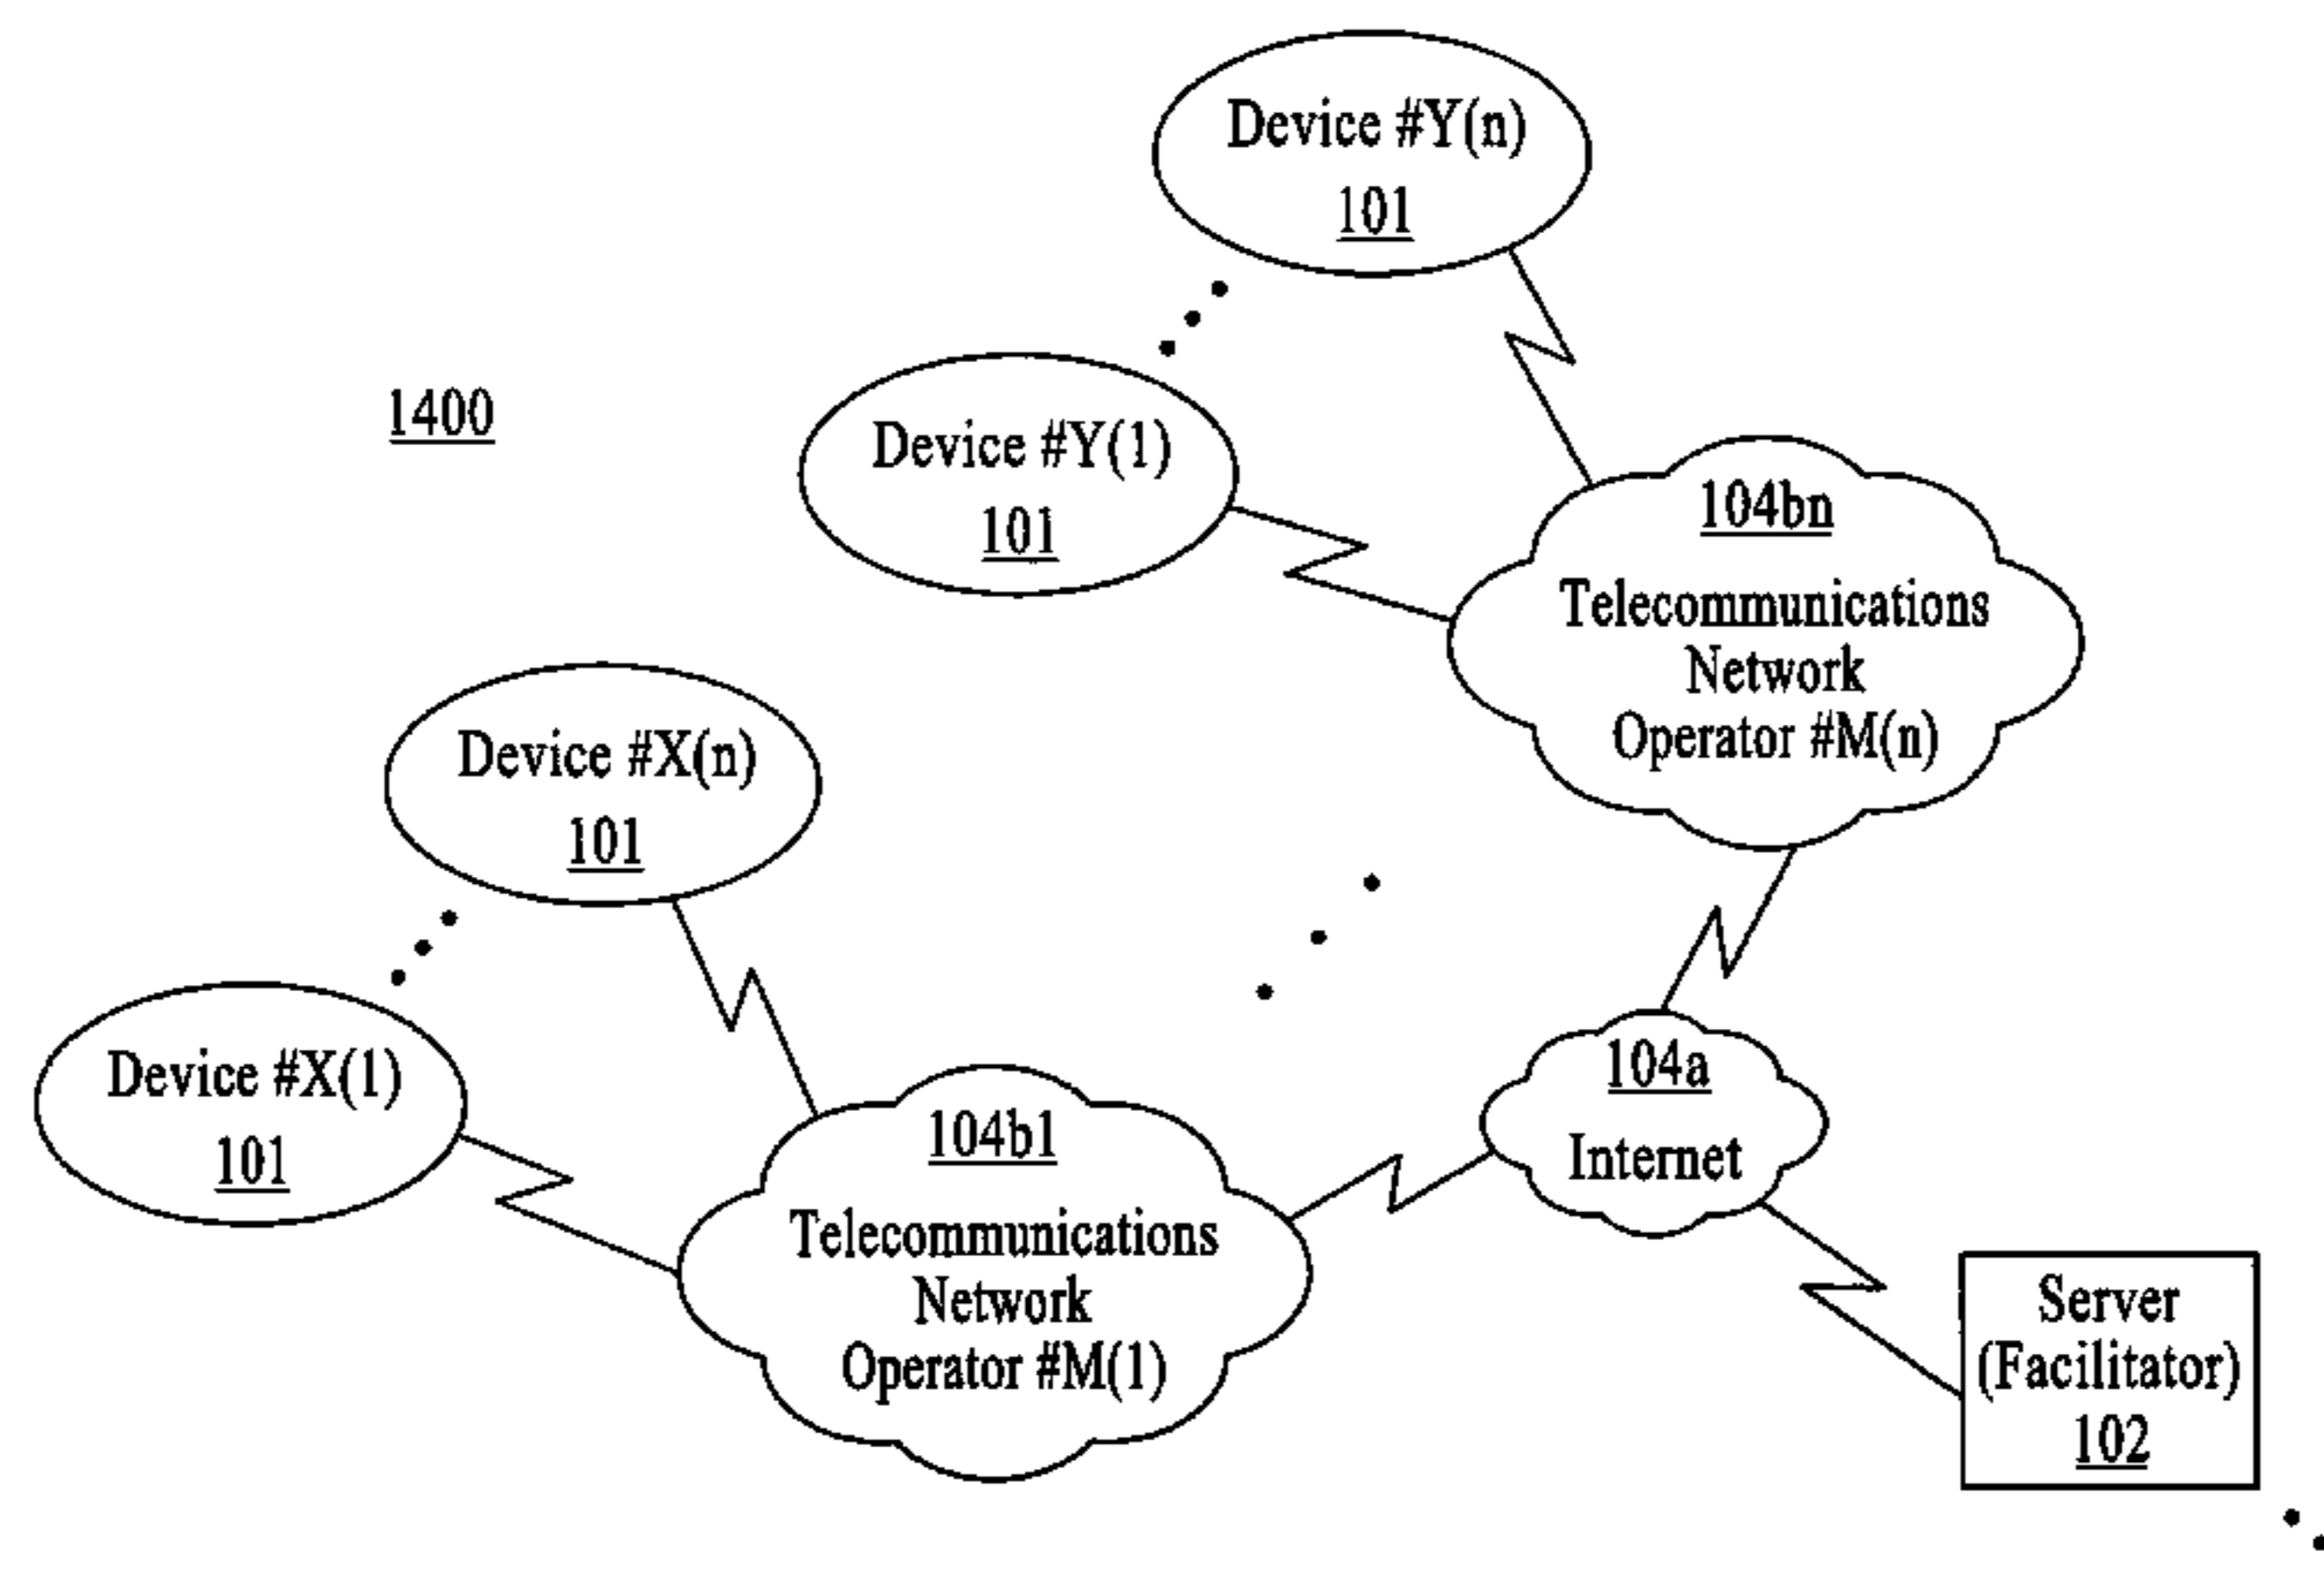 Device #Y(n)
101
1400
Device #Y(1)
101
104bn
Telecommunications
Network
Operator #M(n)
Device #X(n)
101
Device #X(1)
101
104b1
Telecommunications
Network
Operator #M(1)
104a
Internet
Server
(Facilitator)
102